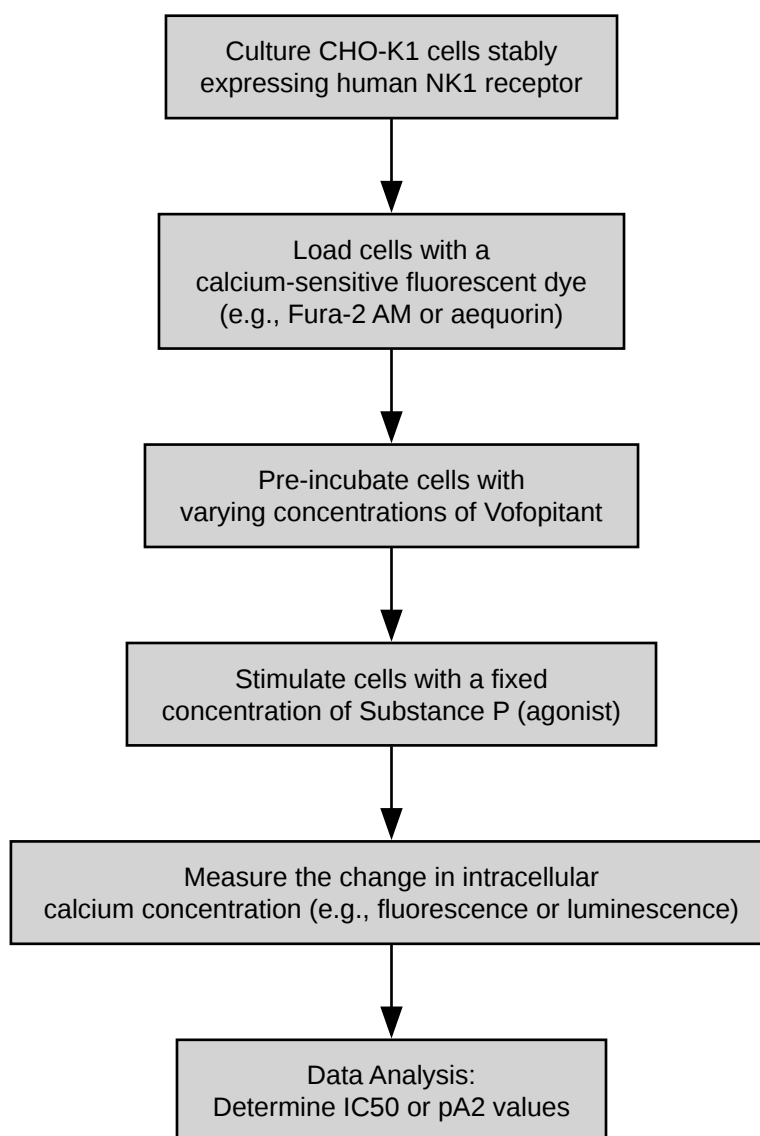 Culture CHO-K1 cells stably
expressing human NK1 receptor
Load cells with a
calcium-sensitive fluorescent dye
(e.g., Fura-2 AM or aequorin)
Pre-incubate cells with
varying concentrations of Vofopitant
Stimulate cells with a fixed
concentration of Substance P (agonist)
Measure the change in intracellular
calcium concentration (e.g., fluorescence or luminescence)
Data Analysis:
Determine IC50 or pA2 values